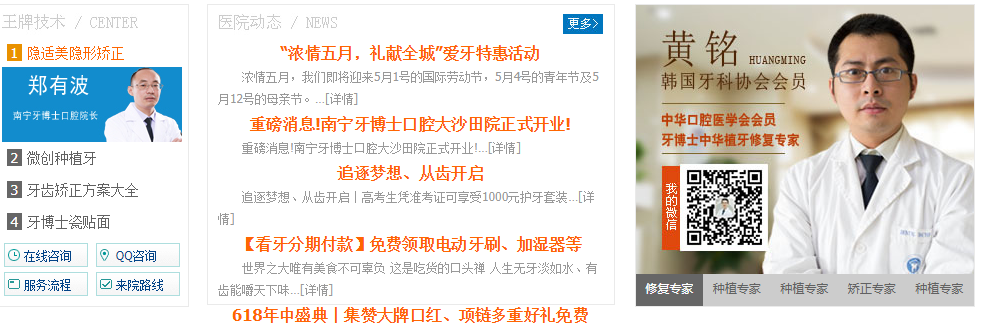 王牌技术 / CENTER
1 隐适美隐形矫正
郑有波
南宁牙博士口腔院长
2 微创种植牙
3 牙齿矫正方案大全
4 牙博士瓷贴面
在线咨询 QQ咨询
服务流程 来院路线
医院动态 / NEWS 更多>
“浓情五月，礼献全城”爱牙特惠活动
浓情五月，我们即将迎来5月1号的国际劳动节，5月4号的青年节及5
月12号的母亲节。...[详情]
重磅消息!南宁牙博士口腔大沙田院正式开业!
重磅消息!南宁牙博士口腔大沙田院正式开业!...[详情]
追逐梦想、从齿开启
追逐梦想、从齿开启丨高考生凭准考证可享受1000元护牙套装...[详
情]
【看牙分期付款】免费领取电动牙刷、加湿器等
世界之大唯有美食不可辜负 这是吃货的口头禅 人生无牙淡如水、有
齿能嚼天下味...[详情]
618年中盛典丨集赞大牌口红、项链多重好礼免费
黄铭 HUANGMING
韩国牙科协会会员
中华口腔医学会会员
牙博士中华植牙修复专家
我的微信
修复专家 种植专家 种植专家 矫正专家 种植专家